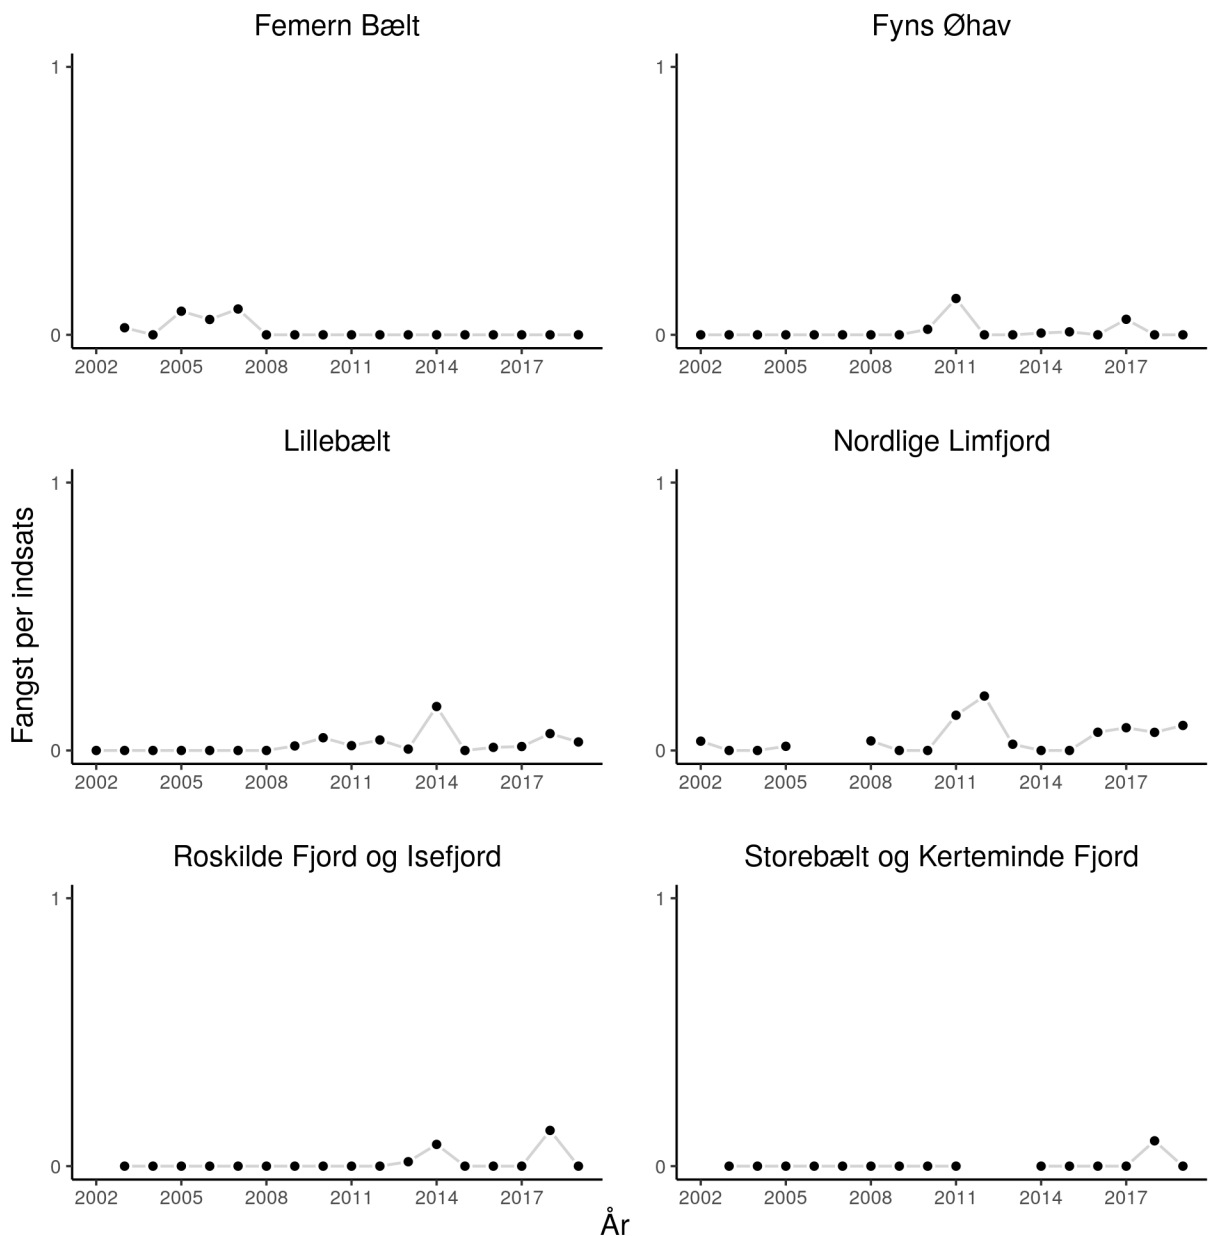 Femern Bælt
1
0
2002 2005 2008 2011 2014 2017
Fyns Øhav
1
0
2002 2005 2008 2011 2014 2017
Lillebælt
1
0
2002 2005 2008 2011 2014 2017
Nordlige Limfjord
1
0
2002 2005 2008 2011 2014 2017
Fangst per indsats
Roskilde Fjord og Isefjord
1
0
2002 2005 2008 2011 2014 2017
Storebælt og Kerteminde Fjord
1
0
2002 2005 2008 2011 2014 2017
År